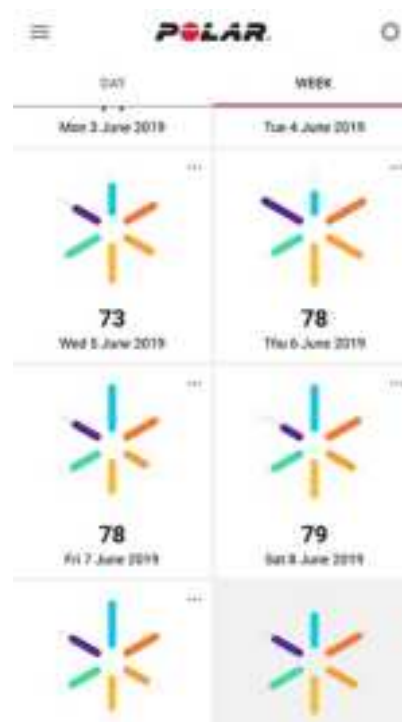 POLAR
DAY WEEK
Mon 3 June 2019 Tue 4 June 2019
73 78
Wed 5 June 2019 Thu 6 June 2019
78 79
Fri 7 June 2019 Sat 8 June 2019